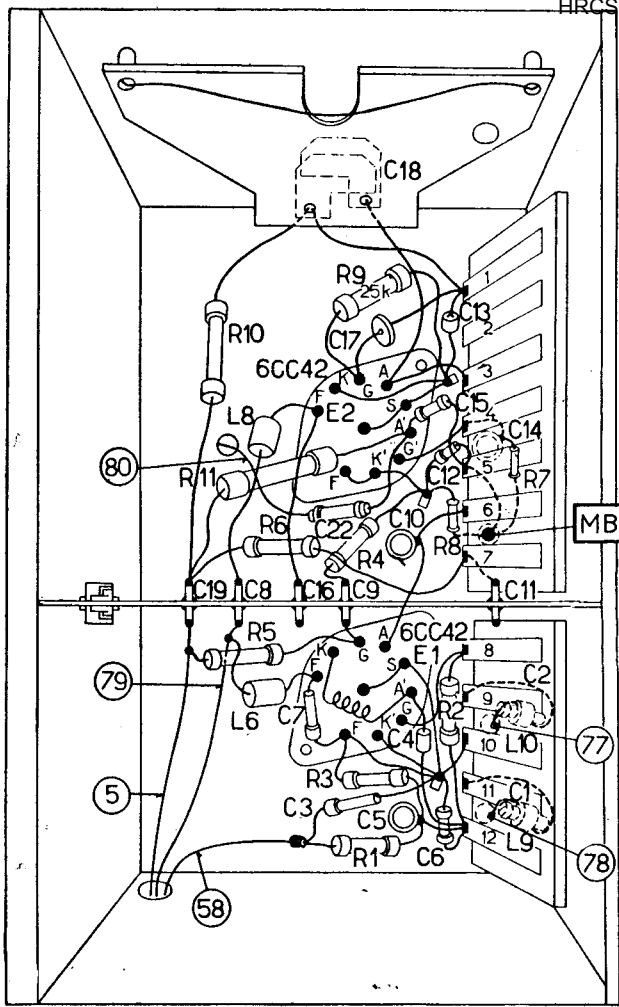 HRCS
C18
R9
25k
1
C13
R10
C17
2
6CC42
K
A
3
F
G
L8
E2
S
C15
A'
4
C14
80
K'
G'
5
R11
F
C12
R7
C10
6
MB
R6
C22
R4
R8
7
C19
C8
C16
C9
C11
R5
A
6CC42
8
K
G
S
E1
C2
79
F
A'
9
L6
C7
G
R2
K'
L10
77
F
C4
10
5
R3
11
C1
C3
C5
L9
R1
C6
12
78
58